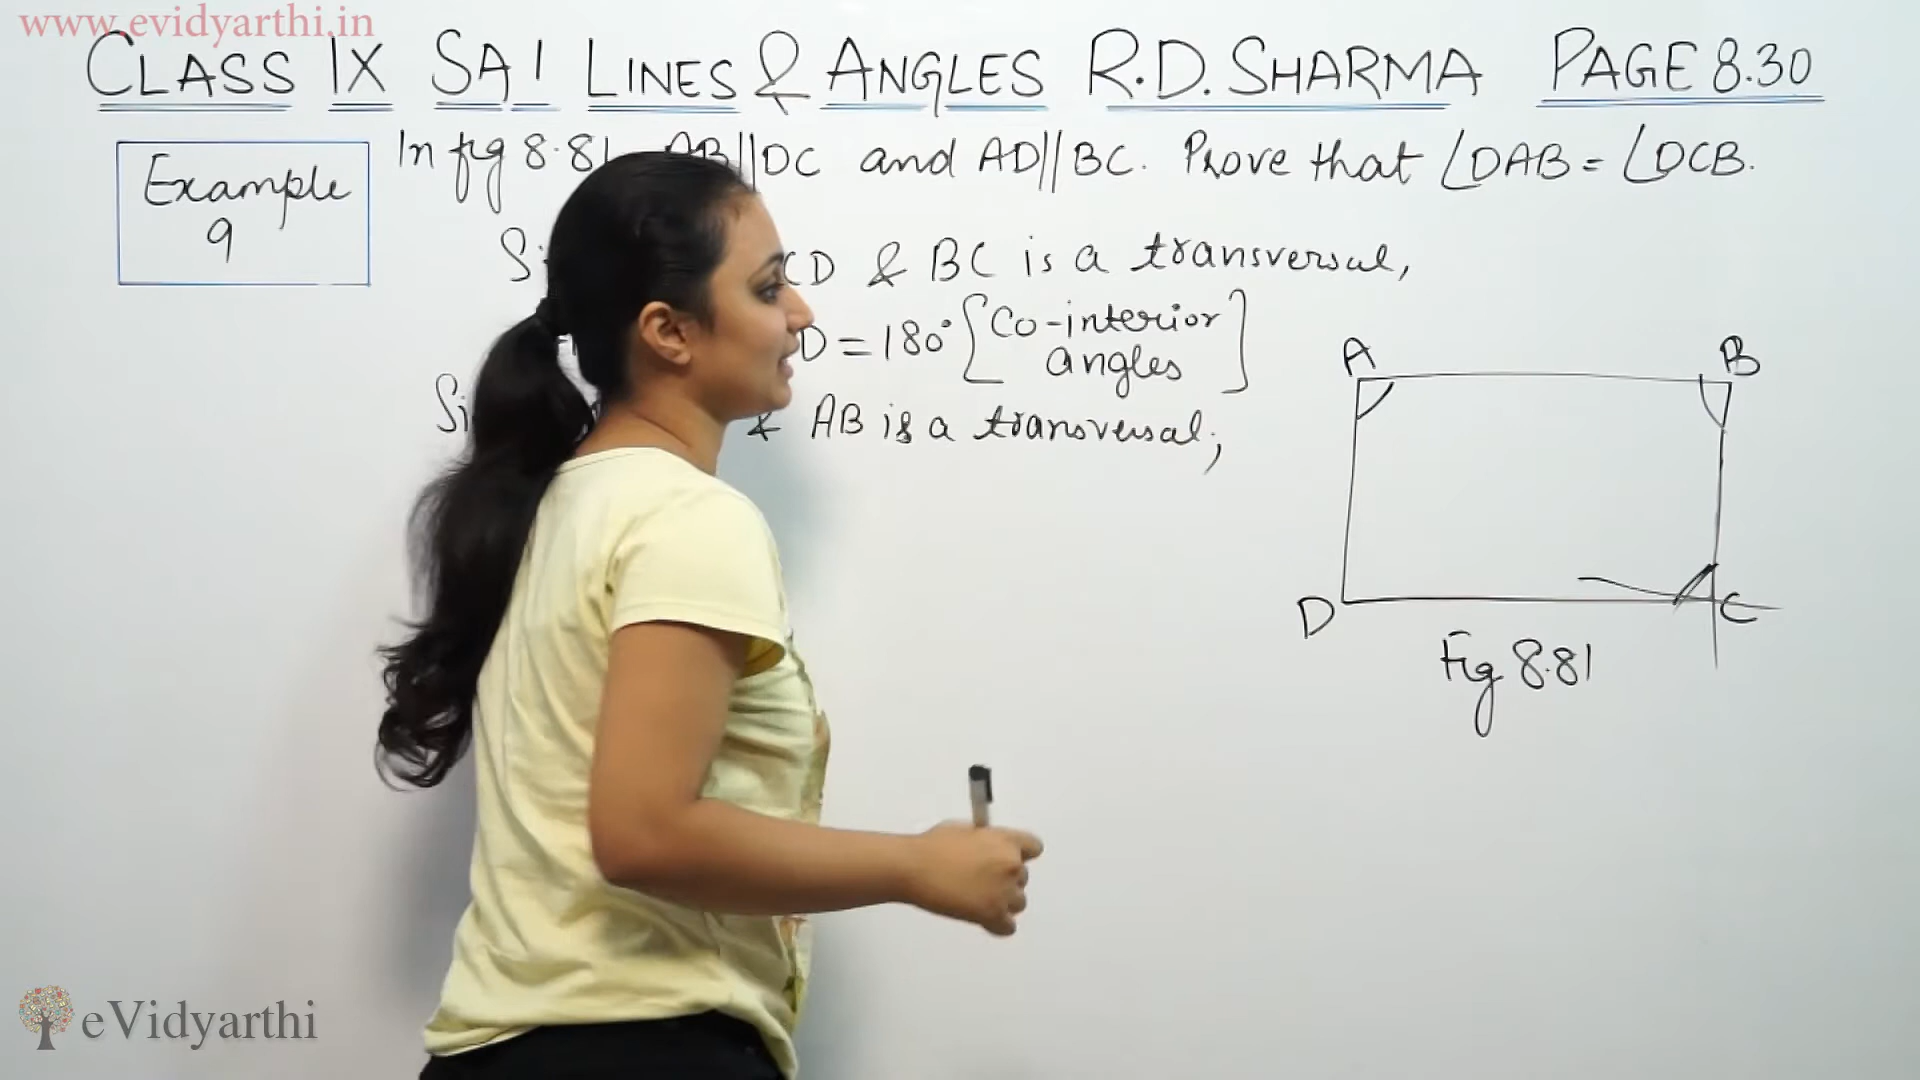 www.evidyarthi.in
CLASS IX SA1 LINES & ANGLES R.D. SHARMA PAGE 8.30
Example
9
In fig 8.81, AB||DC and AD||BC. Prove that ∠DAB = ∠DCB.
CD & BC is a transversal,
D = 180° [Co-interior
angles]
& AB is a transversal,
A
B
D
C
Fig 8.81
eVidyarthi